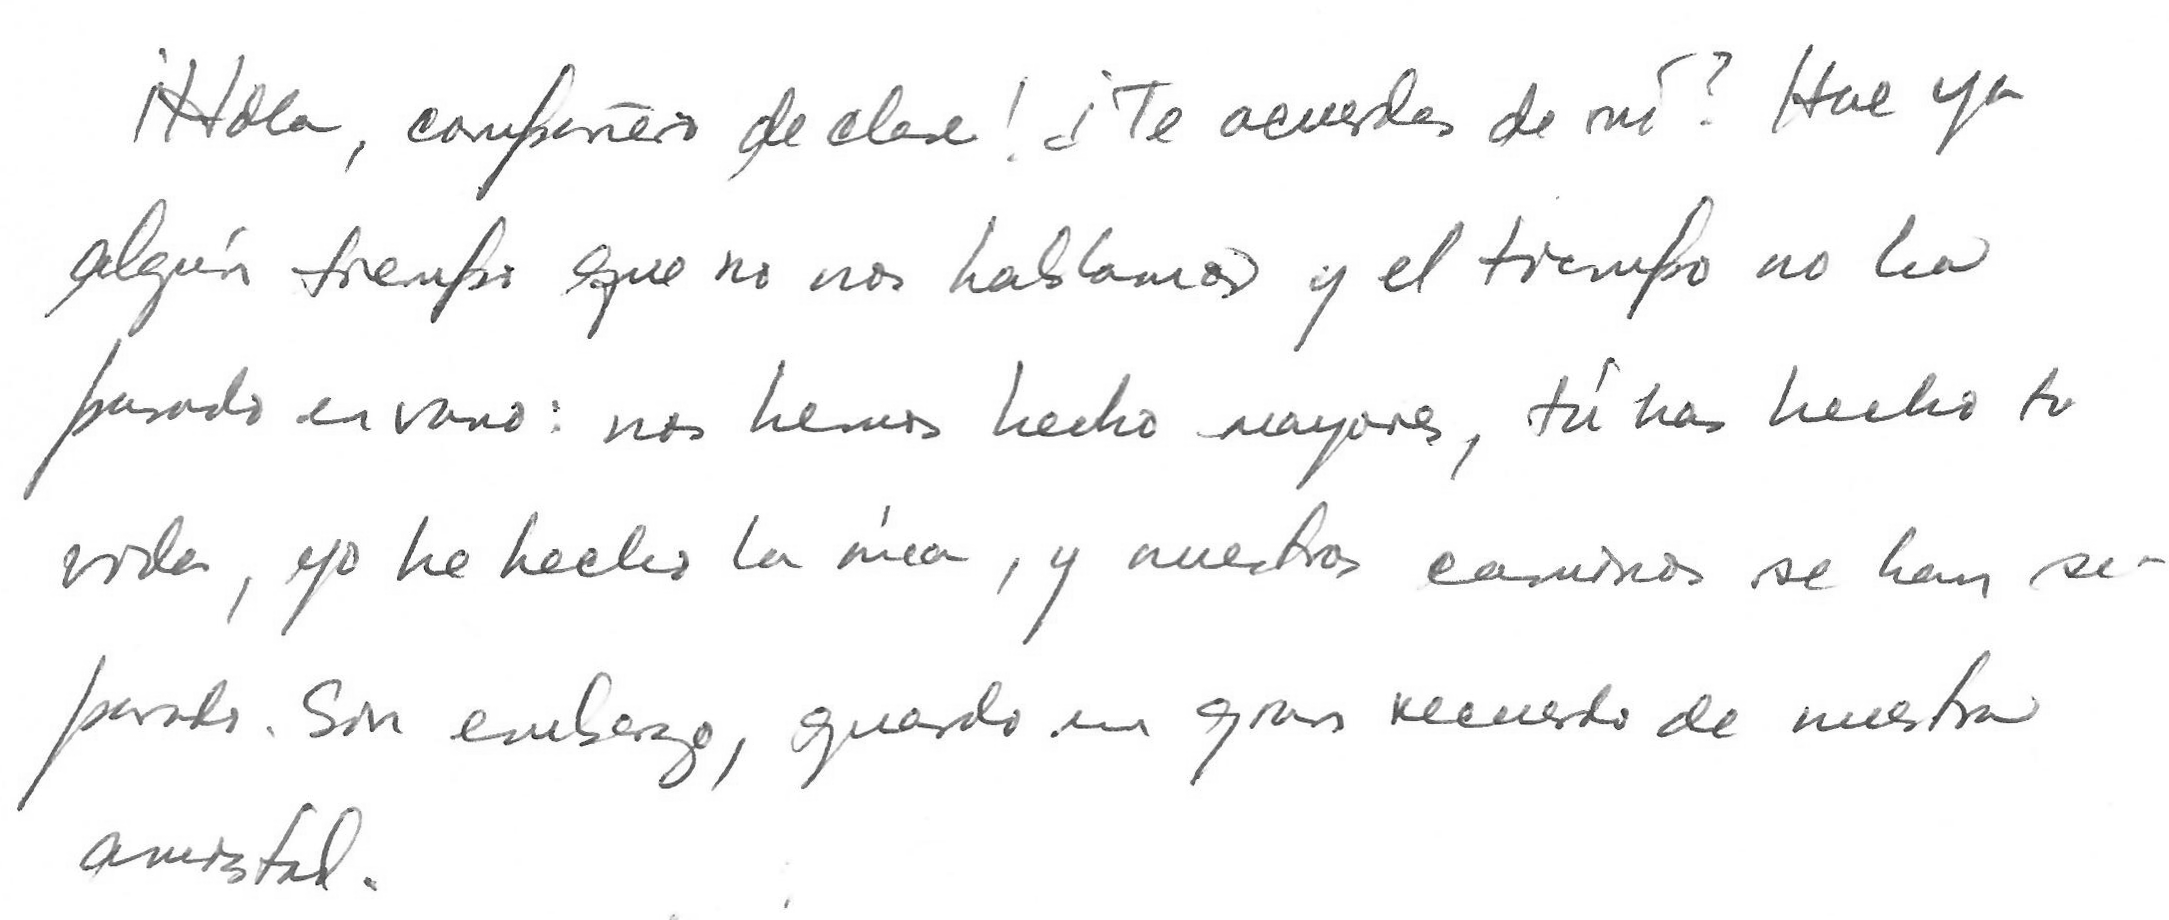 ¡Hola, compañero de clase! ¿Te acuerdas de mí? Hace ya
algún tiempo que no nos hablamos y el tiempo no ha
pasado en vano: nos hemos hecho mayores, tú has hecho tu
vida, yo he hecho la mía, y nuestros caminos se han se-
parado. Sin embargo, guardo un gran recuerdo de nuestra
amistad.